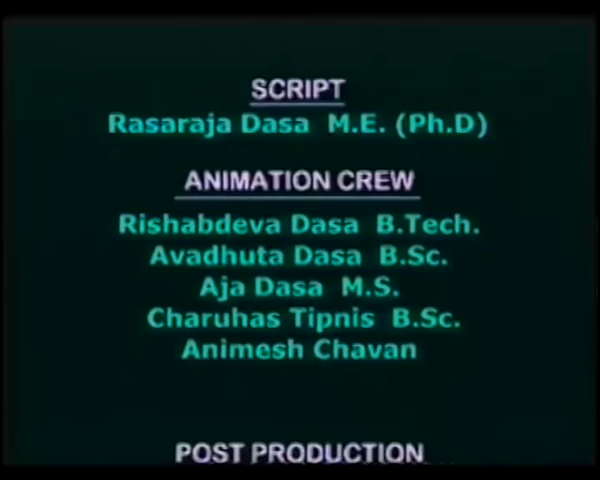 SCRIPT
Rasaraja Dasa M.E. (Ph.D)
ANIMATION CREW
Rishabdeva Dasa B.Tech.
Avadhuta Dasa B.Sc.
Aja Dasa M.S.
Charuhas Tipnis B.Sc.
Animesh Chavan
POST PRODUCTION